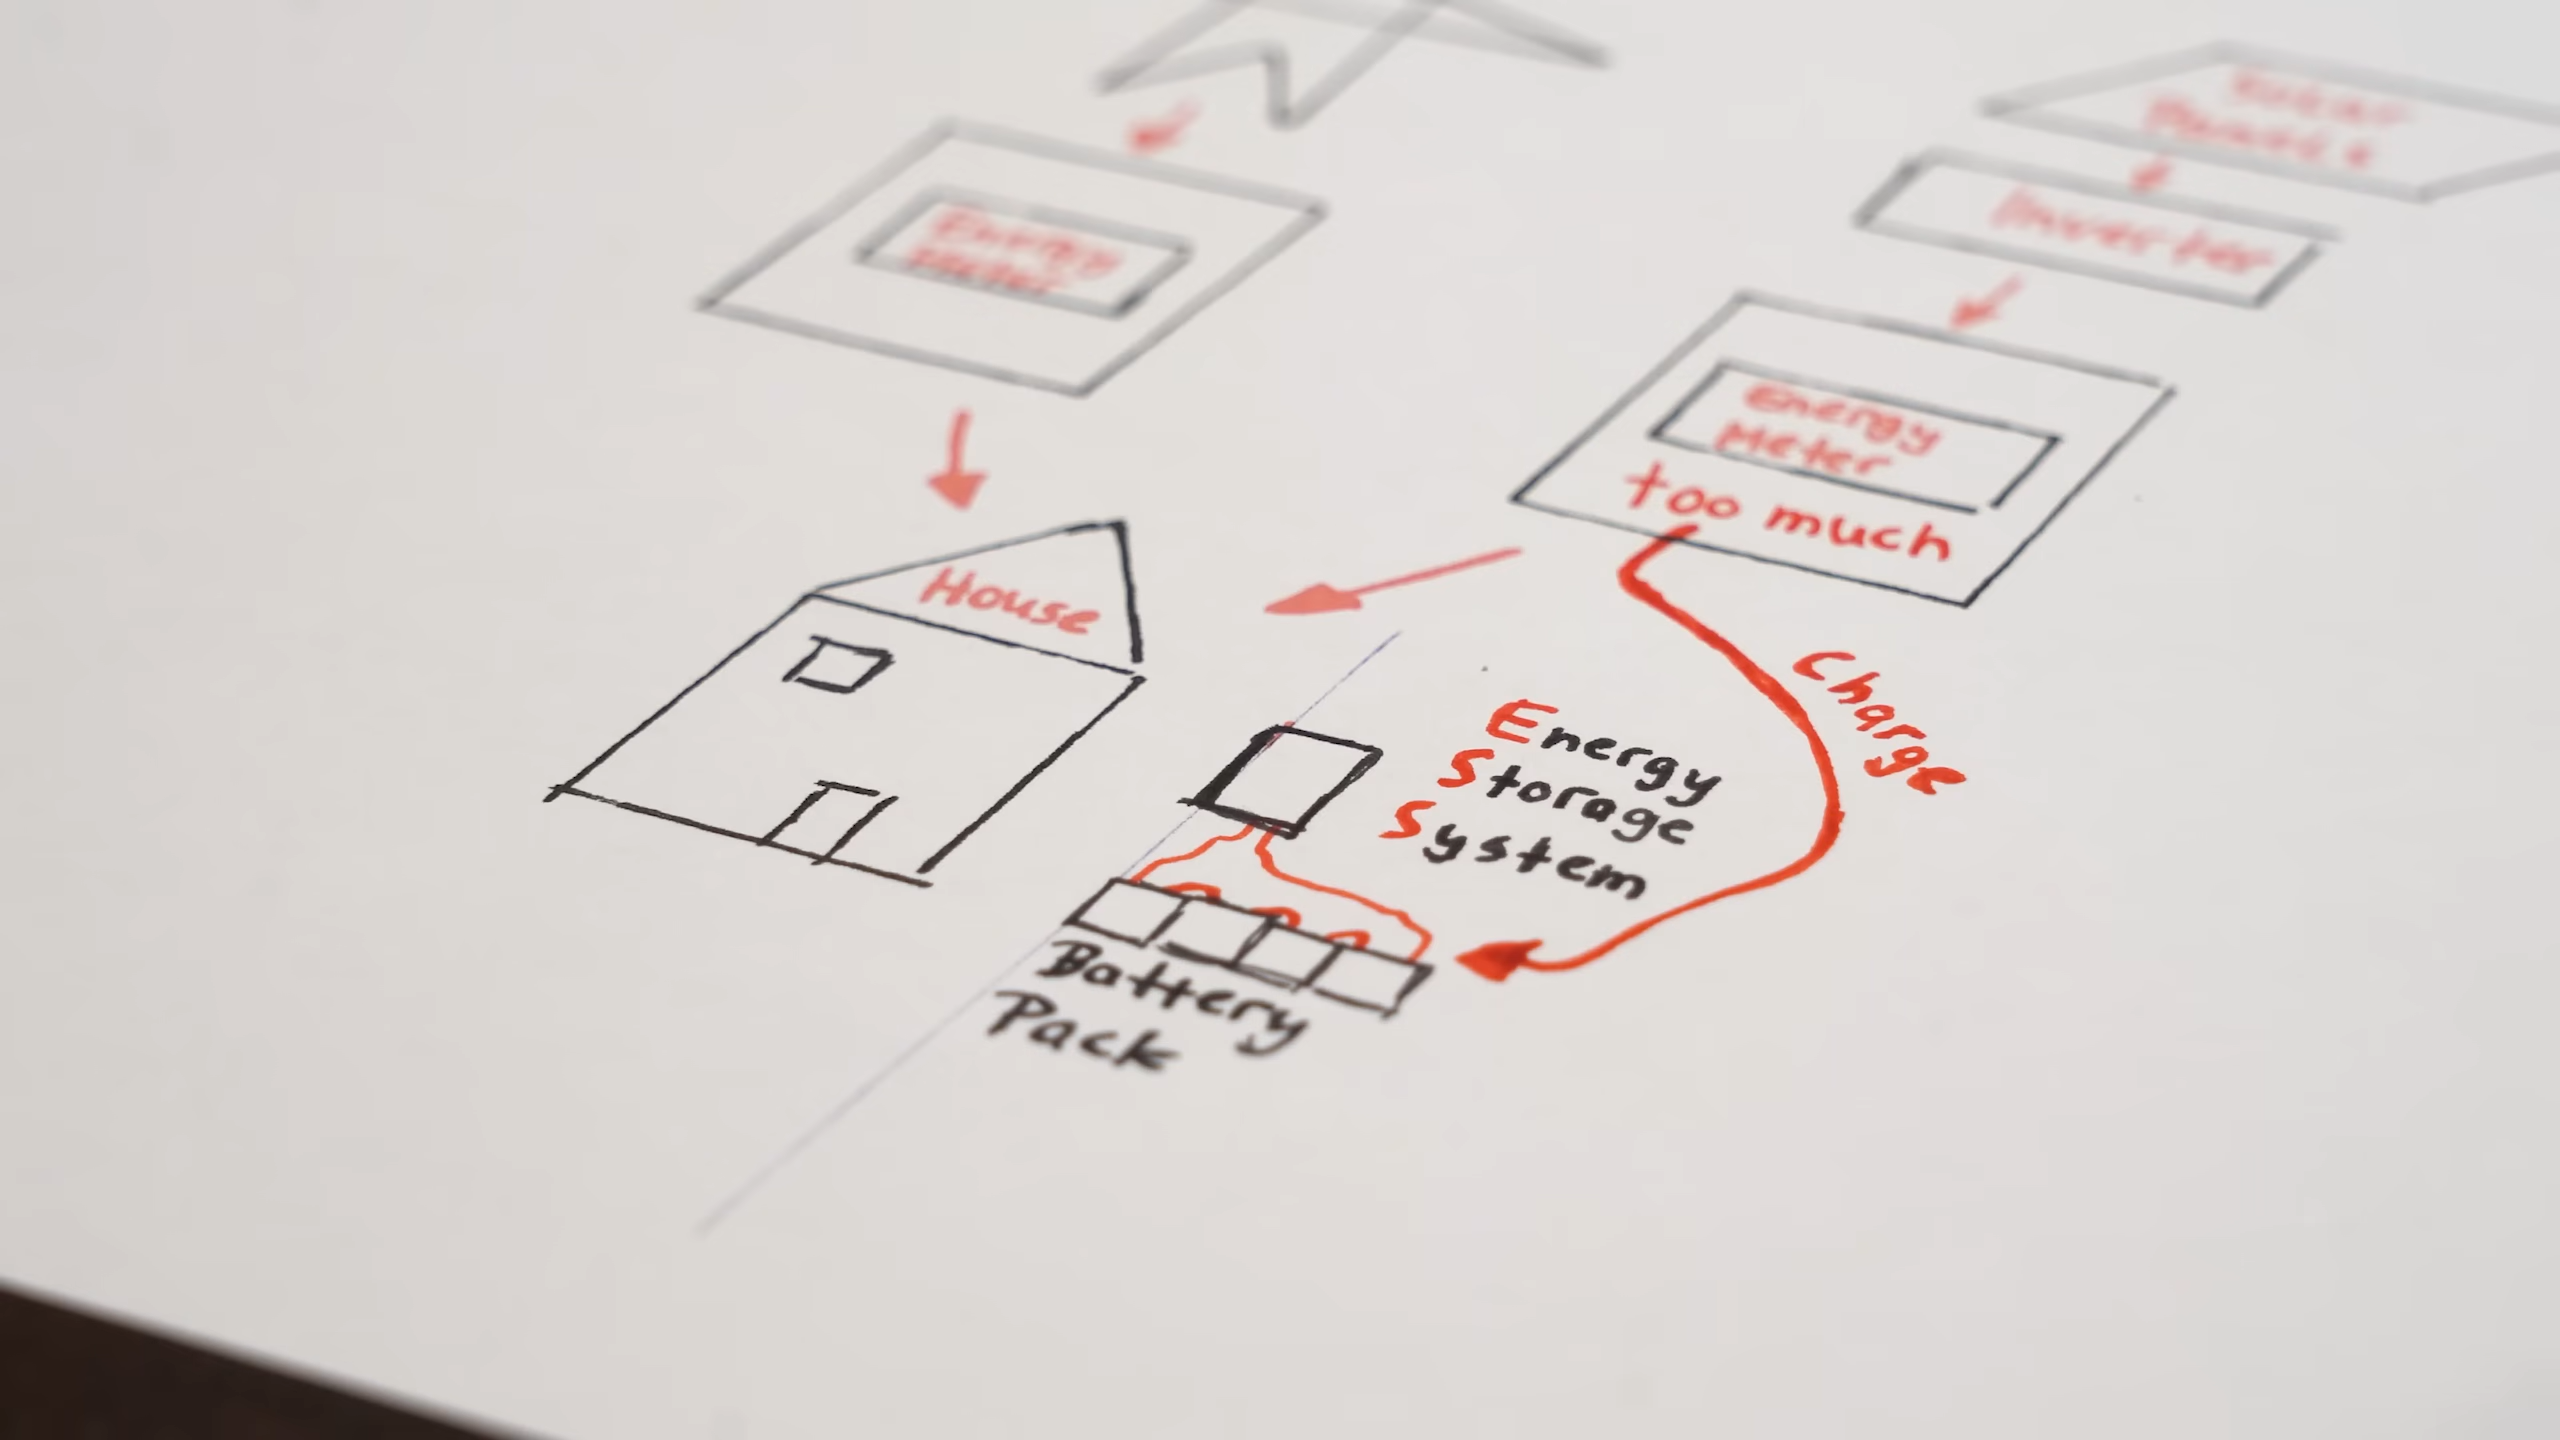 Solar
Panels
Inverter
Energy
Meter
Energy
Meter
too much
House
Charge
Energy
Storage
System
Battery
Pack